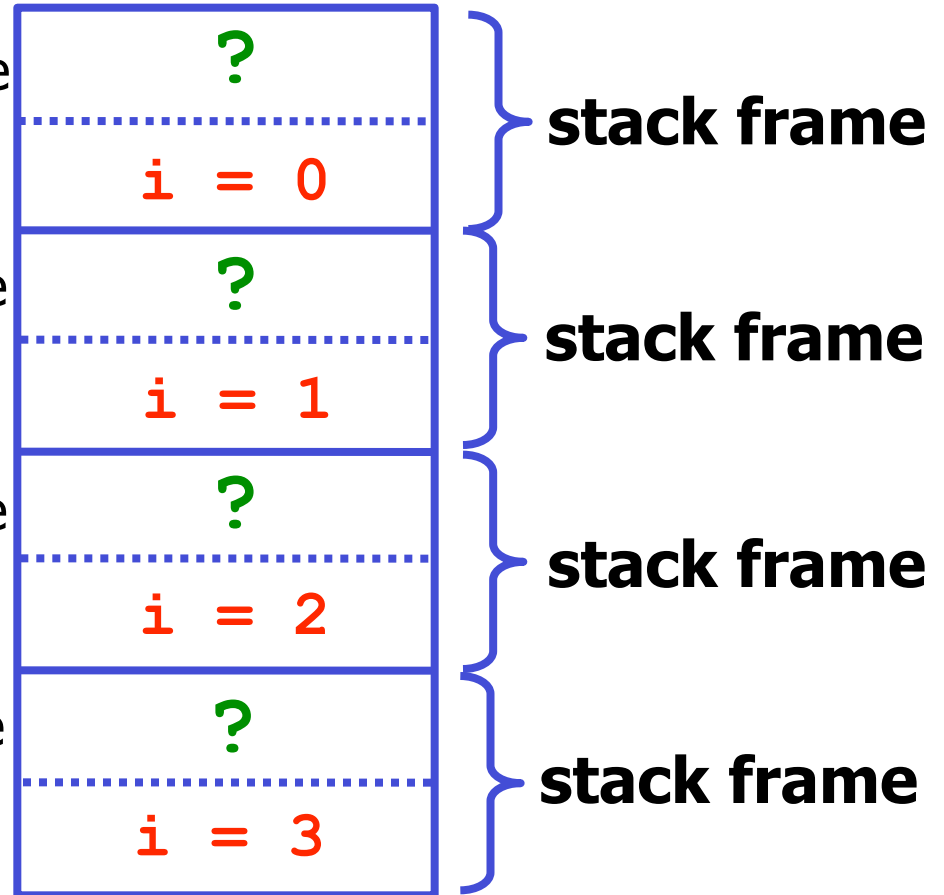 ?
stack frame
i = 0
?
stack frame
i = 1
?
stack frame
i = 2
?
stack frame
i = 3